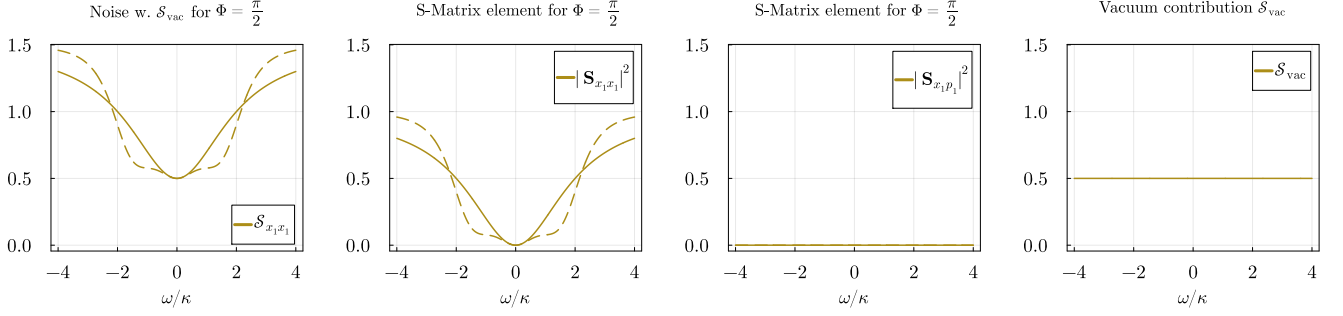 Noise w. 𝒮_vac for Φ = π/2
1.5
1.0
0.5
0.0
𝒮_{x₁x₁}
−4 −2 0 2 4
ω/κ
S-Matrix element for Φ = π/2
1.5
1.0
0.5
0.0
| S_{x₁x₁}|²
−4 −2 0 2 4
ω/κ
S-Matrix element for Φ = π/2
1.5
1.0
0.5
0.0
| S_{x₁p₁}|²
−4 −2 0 2 4
ω/κ
Vacuum contribution 𝒮_vac
1.5
1.0
0.5
0.0
𝒮_vac
−4 −2 0 2 4
ω/κ